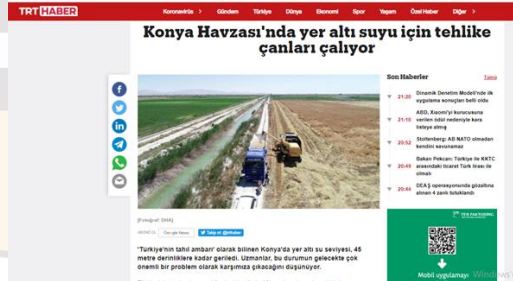 TRT HABER
Koronavirüs > Gündem Türkiye Dünya Ekonomi Spor Yaşam Özel Haber Diğer >
Konya Havzası'nda yer altı suyu için tehlike
çanları çalıyor
Son Haberler Tümü
21:20 Dinamik Denetim Modeli'nde ilk
uygulama sonuçları belli oldu
21:10 ABD, Xiaomi'yi kurucusuna
verilen ödül nedeniyle kara
listeye almış
20:52 Stoltenberg: AB NATO olmadan
kendini savunamaz
20:49 Bakan Pekcan: Türkiye ile KKTC
arasındaki ticaret Türk lirası ile
olmalı
20:44 DEAŞ operasyonunda gözaltına
alınan 4 zanlı tutuklandı
[Fotoğraf: DHA]
ABONE OL Google News Takip et @trthaber
'Türkiye'nin tahıl ambarı' olarak bilinen Konya'da yer altı su seviyesi, 45
metre derinliklere kadar geriledi. Uzmanlar, bu durumun gelecekte çok
önemli bir problem olarak karşımıza çıkacağını düşünüyor.
Mobil uygulamayı
Windows